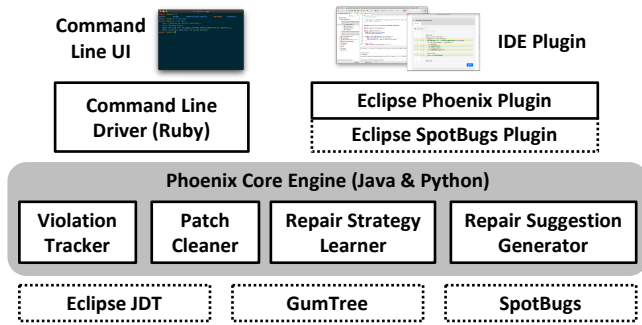 Command
Line UI
IDE Plugin
Command Line
Driver (Ruby)
Eclipse Phoenix Plugin
Eclipse SpotBugs Plugin
Phoenix Core Engine (Java & Python)
Violation
Tracker
Patch
Cleaner
Repair Strategy
Learner
Repair Suggestion
Generator
Eclipse JDT
GumTree
SpotBugs